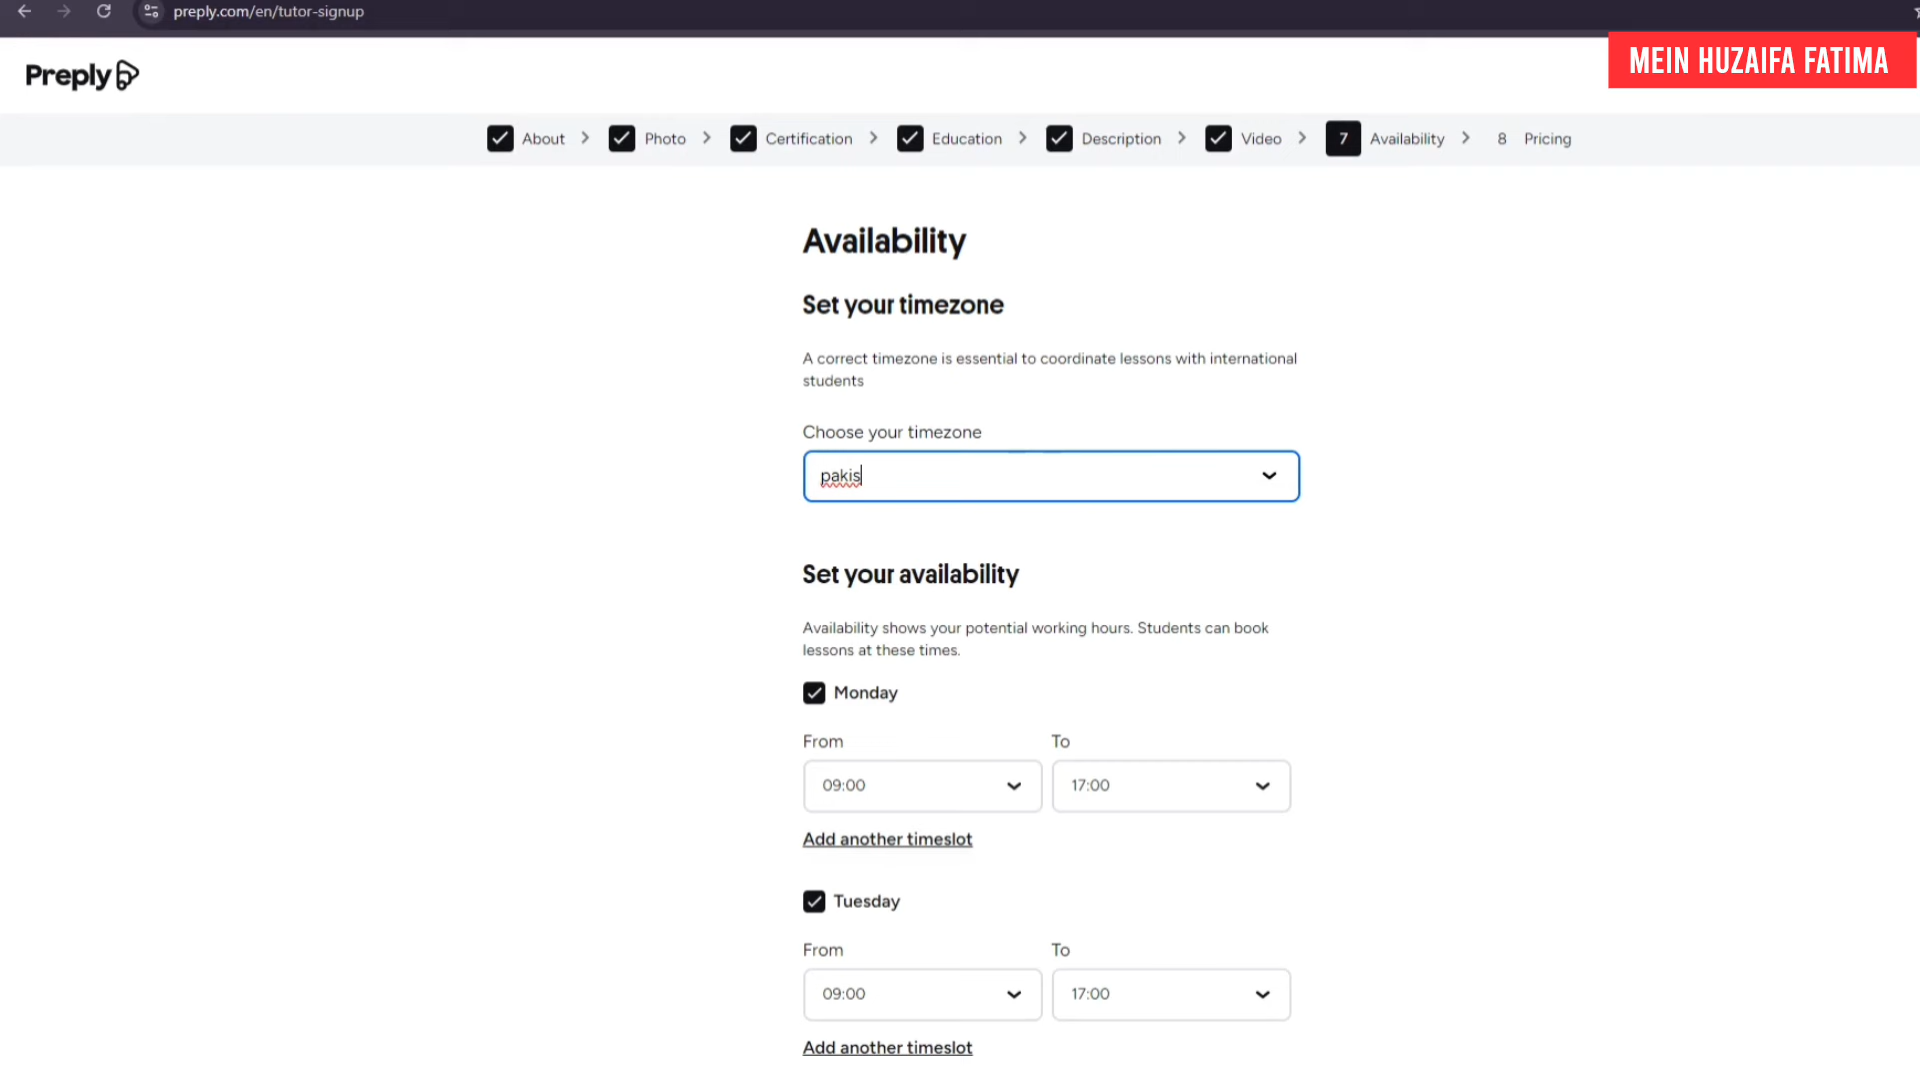 preply.com/en/tutor-signup
MEIN HUZAIFA FATIMA
Preply
About Photo Certification Education Description Video 7 Availability 8 Pricing
Availability
Set your timezone
A correct timezone is essential to coordinate lessons with international
students
Choose your timezone
pakis
Set your availability
Availability shows your potential working hours. Students can book
lessons at these times.
Monday
From To
09:00 17:00
Add another timeslot
Tuesday
From To
09:00 17:00
Add another timeslot